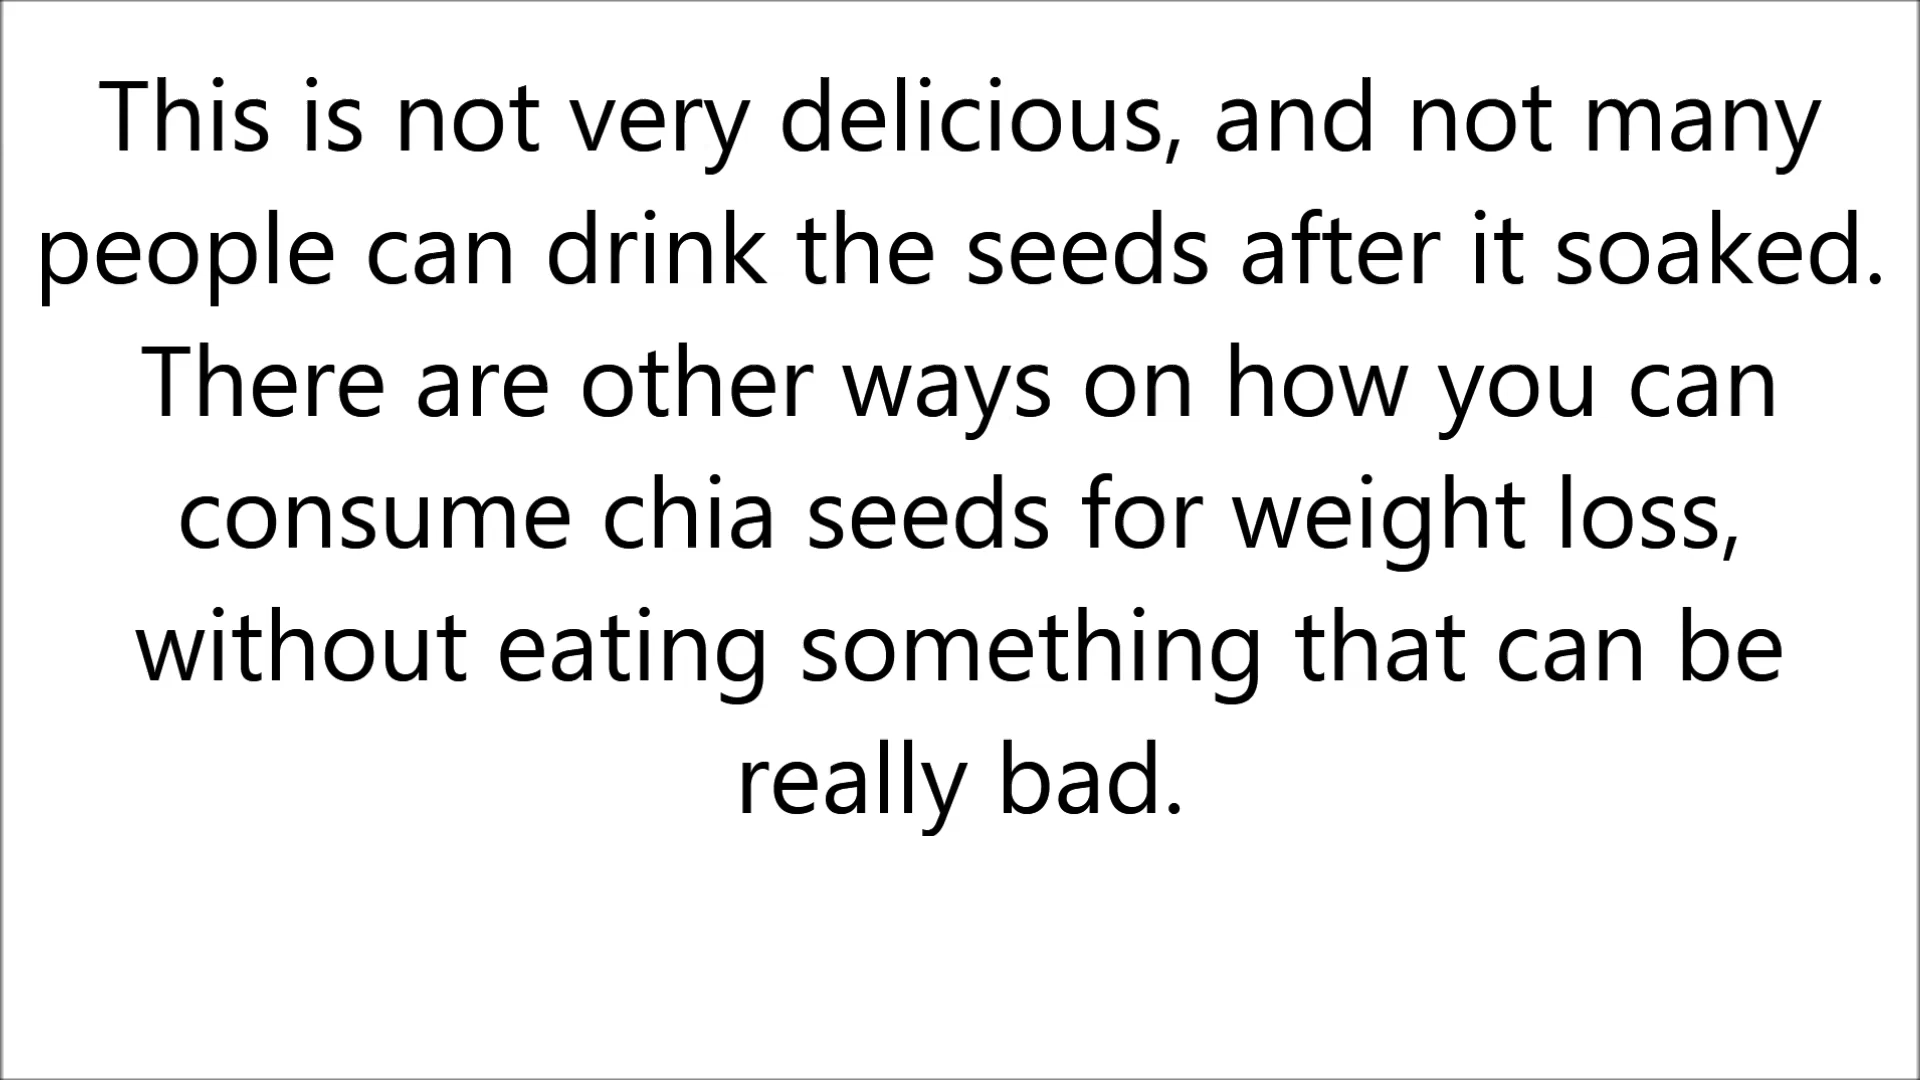 This is not very delicious, and not many
people can drink the seeds after it soaked.
There are other ways on how you can
consume chia seeds for weight loss,
without eating something that can be
really bad.